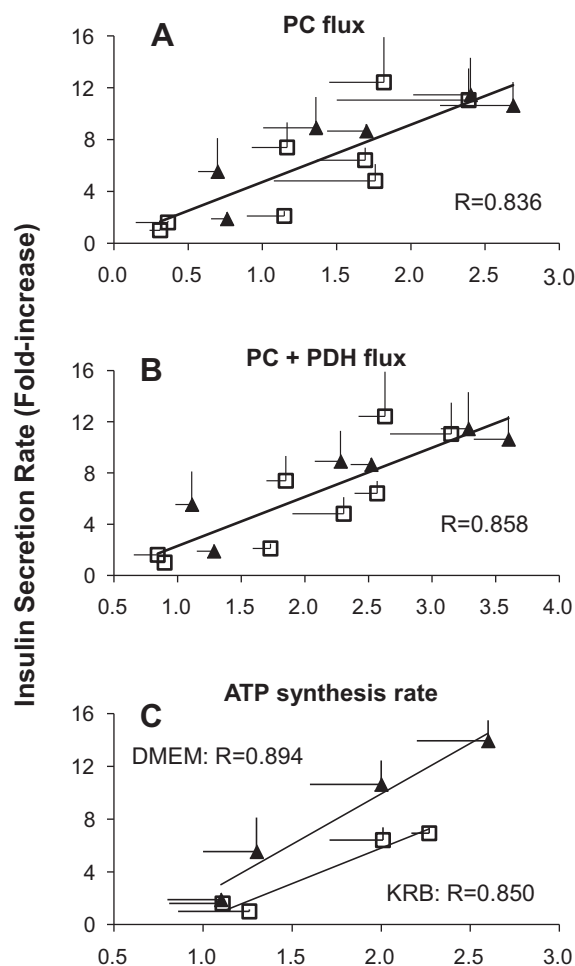 Insulin Secretion Rate (Fold-increase)
A
PC flux
16
12
8
4
0
R=0.836
0.0 0.5 1.0 1.5 2.0 2.5 3.0
B
PC + PDH flux
16
12
8
4
0
R=0.858
0.5 1.0 1.5 2.0 2.5 3.0 3.5 4.0
C
ATP synthesis rate
16
DMEM: R=0.894
12
8
4
KRB: R=0.850
0
0.5 1.0 1.5 2.0 2.5 3.0